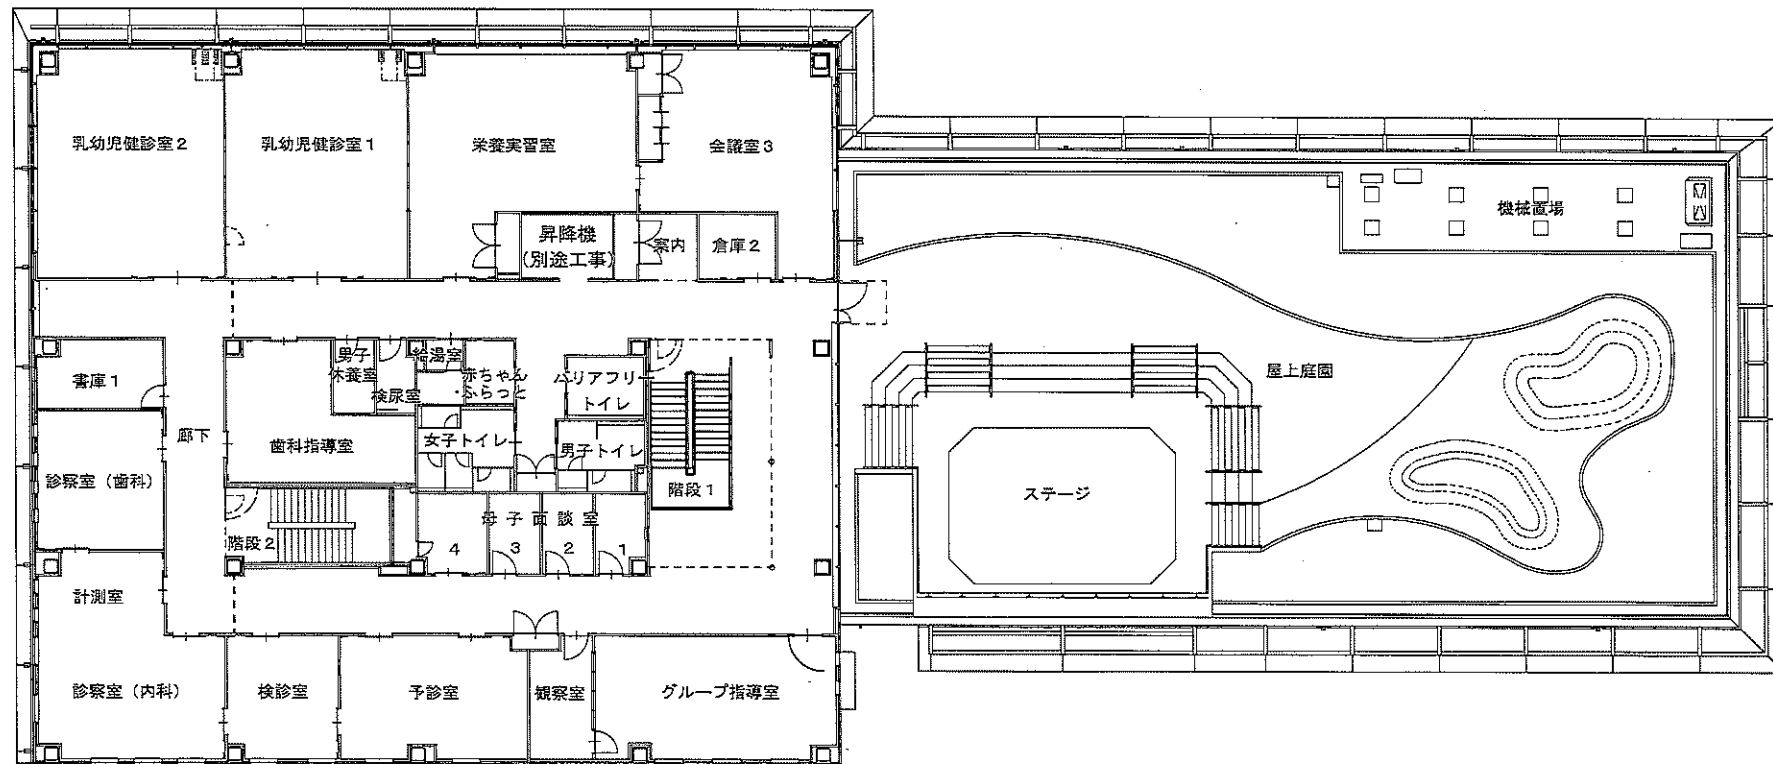 乳幼児健診室2
乳幼児健診室1
栄養実習室
会議室3
機械置場
昇降機
(別途工事)
案内
倉庫2
書庫1
男子
休養室
検尿室
給湯室
赤ちゃん
ふらっと
バリアフリー
トイレ
屋上庭園
廊下
歯科指導室
女子トイレ
男子トイレ
診察室(歯科)
階段1
ステージ
階段2
母子面談室
4
3
2
1
計測室
診察室(内科)
検診室
予診室
観察室
グループ指導室